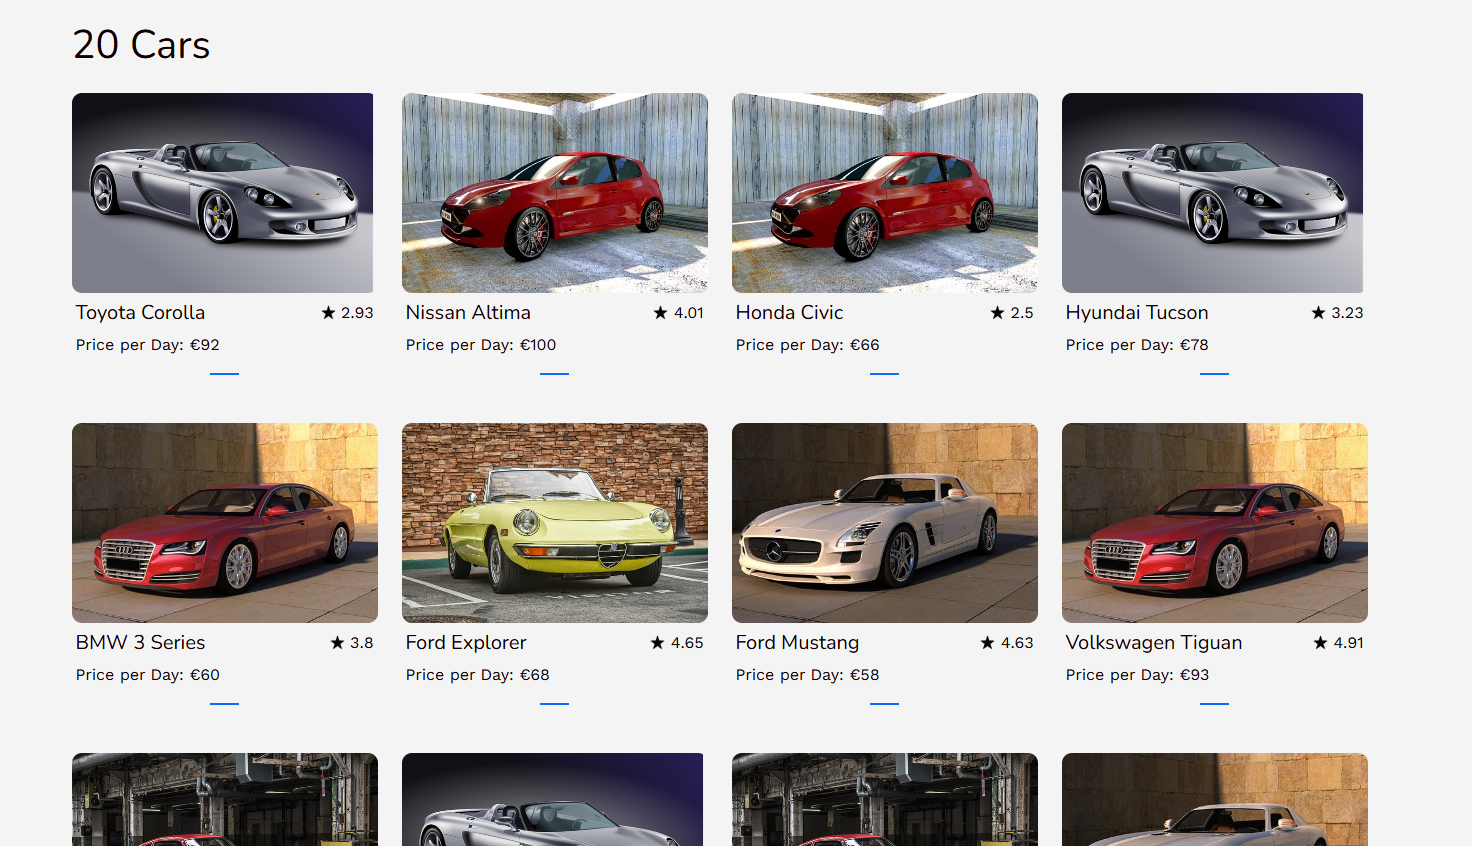 20 Cars
Toyota Corolla ★ 2.93
Price per Day: €92
Nissan Altima ★ 4.01
Price per Day: €100
Honda Civic ★ 2.5
Price per Day: €66
Hyundai Tucson ★ 3.23
Price per Day: €78
BMW 3 Series ★ 3.8
Price per Day: €60
Ford Explorer ★ 4.65
Price per Day: €68
Ford Mustang ★ 4.63
Price per Day: €58
Volkswagen Tiguan ★ 4.91
Price per Day: €93